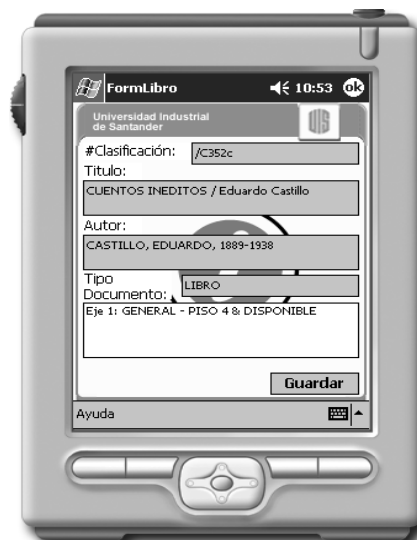 FormLibro 10:53 ok
Universidad Industrial
de Santander
UIS
#Clasificación: /C352c
Titulo:
CUENTOS INEDITOS / Eduardo Castillo
Autor:
CASTILLO, EDUARDO, 1889-1938
Tipo
Documento: LIBRO
Eje 1: GENERAL - PISO 4 & DISPONIBLE
Guardar
Ayuda